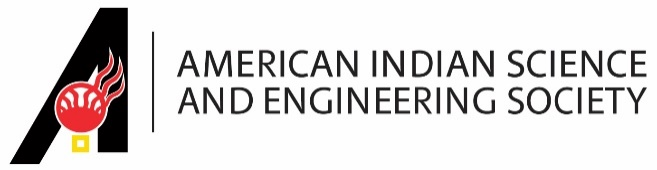 AMERICAN INDIAN SCIENCE
AND ENGINEERING SOCIETY